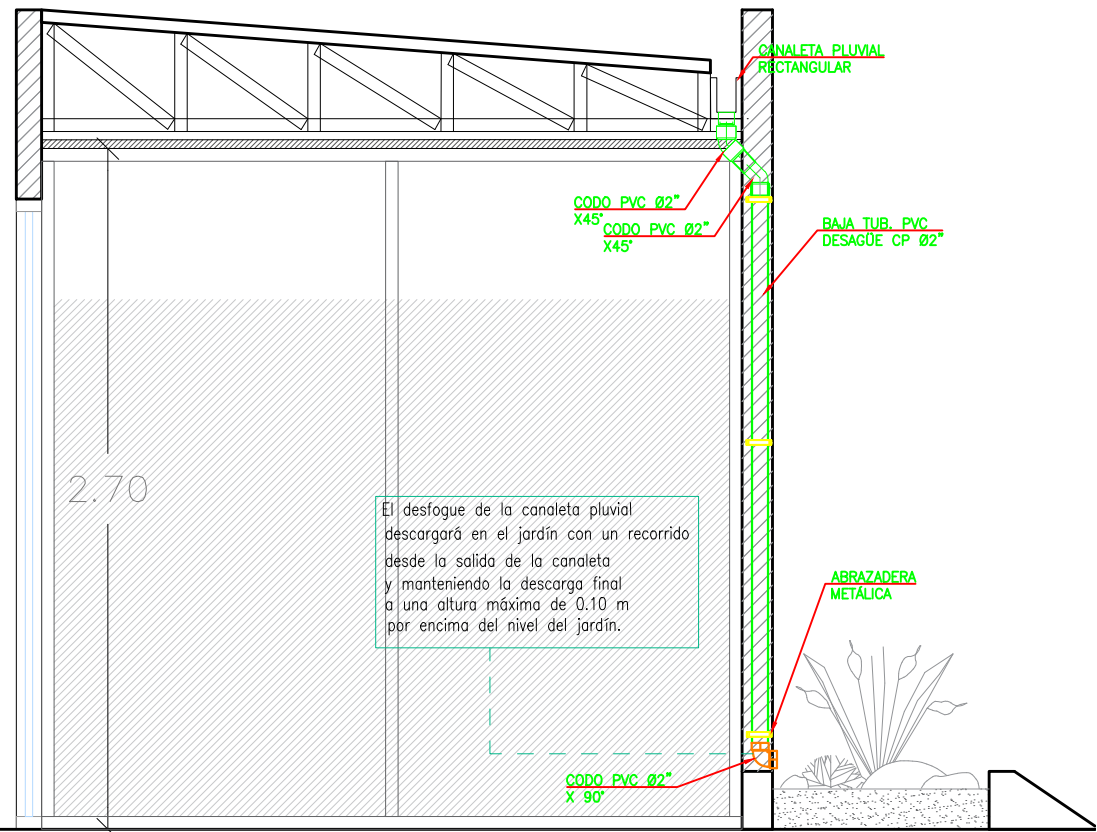 CANALETA PLUVIAL
RECTANGULAR
CODO PVC Ø2"
X45°
CODO PVC Ø2"
X45°
BAJA TUB. PVC
DESAGÜE CP Ø2"
2.70
El desfogue de la canaleta pluvial
descargará en el jardín con un recorrido
desde la salida de la canaleta
y manteniendo la descarga final
a una altura máxima de 0.10 m
por encima del nivel del jardín.
ABRAZADERA
METÁLICA
CODO PVC Ø2"
X 90°